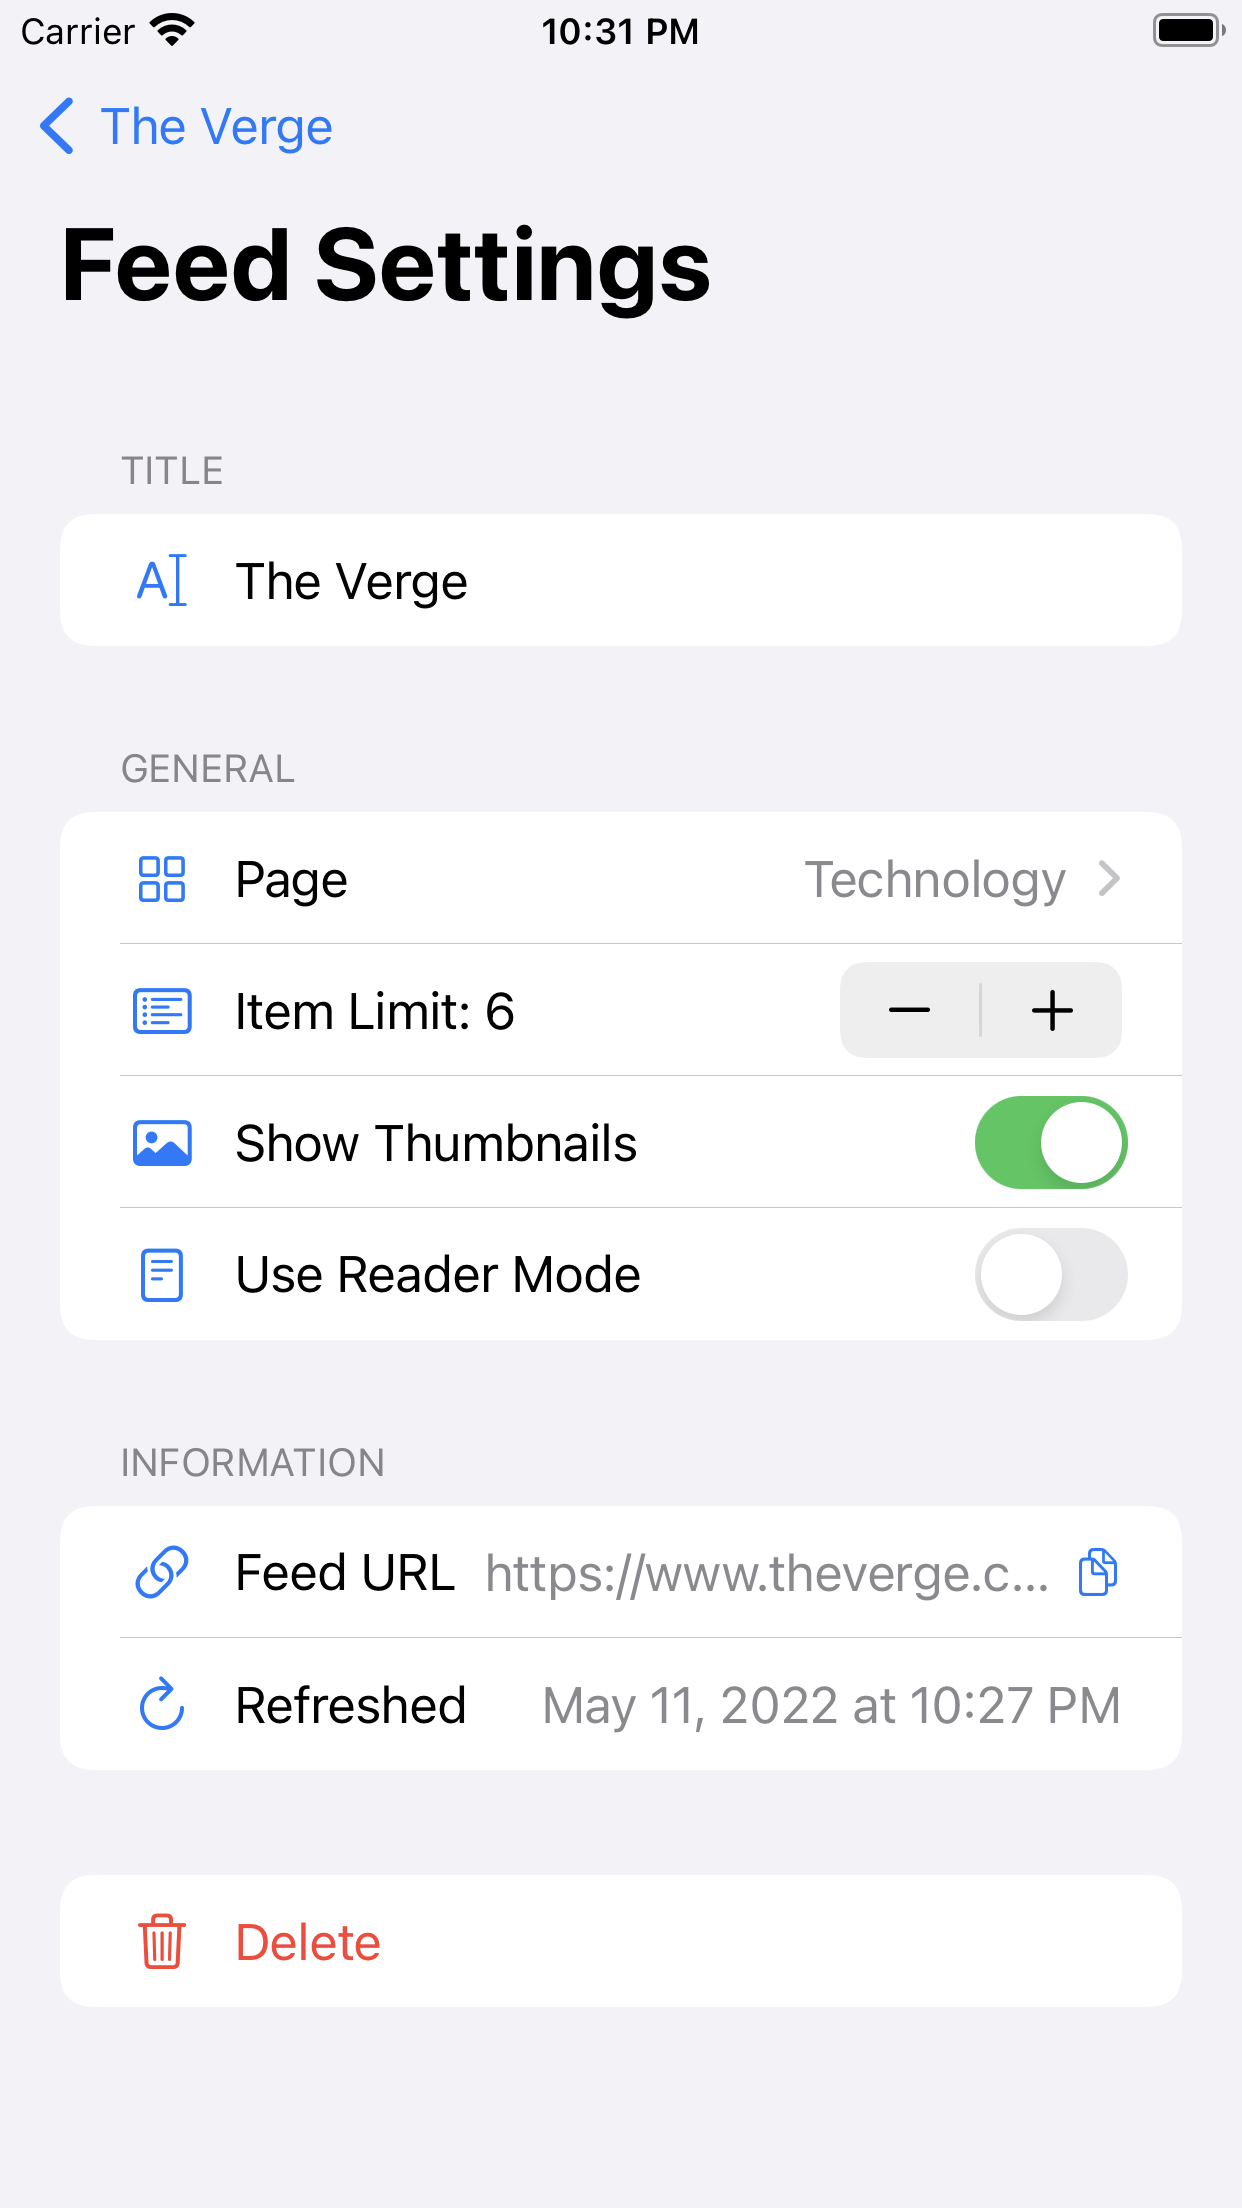 Carrier 10:31 PM
The Verge
Feed Settings
TITLE
The Verge
GENERAL
Page Technology
Item Limit: 6
Show Thumbnails
Use Reader Mode
INFORMATION
Feed URL https://www.theverge.c...
Refreshed May 11, 2022 at 10:27 PM
Delete